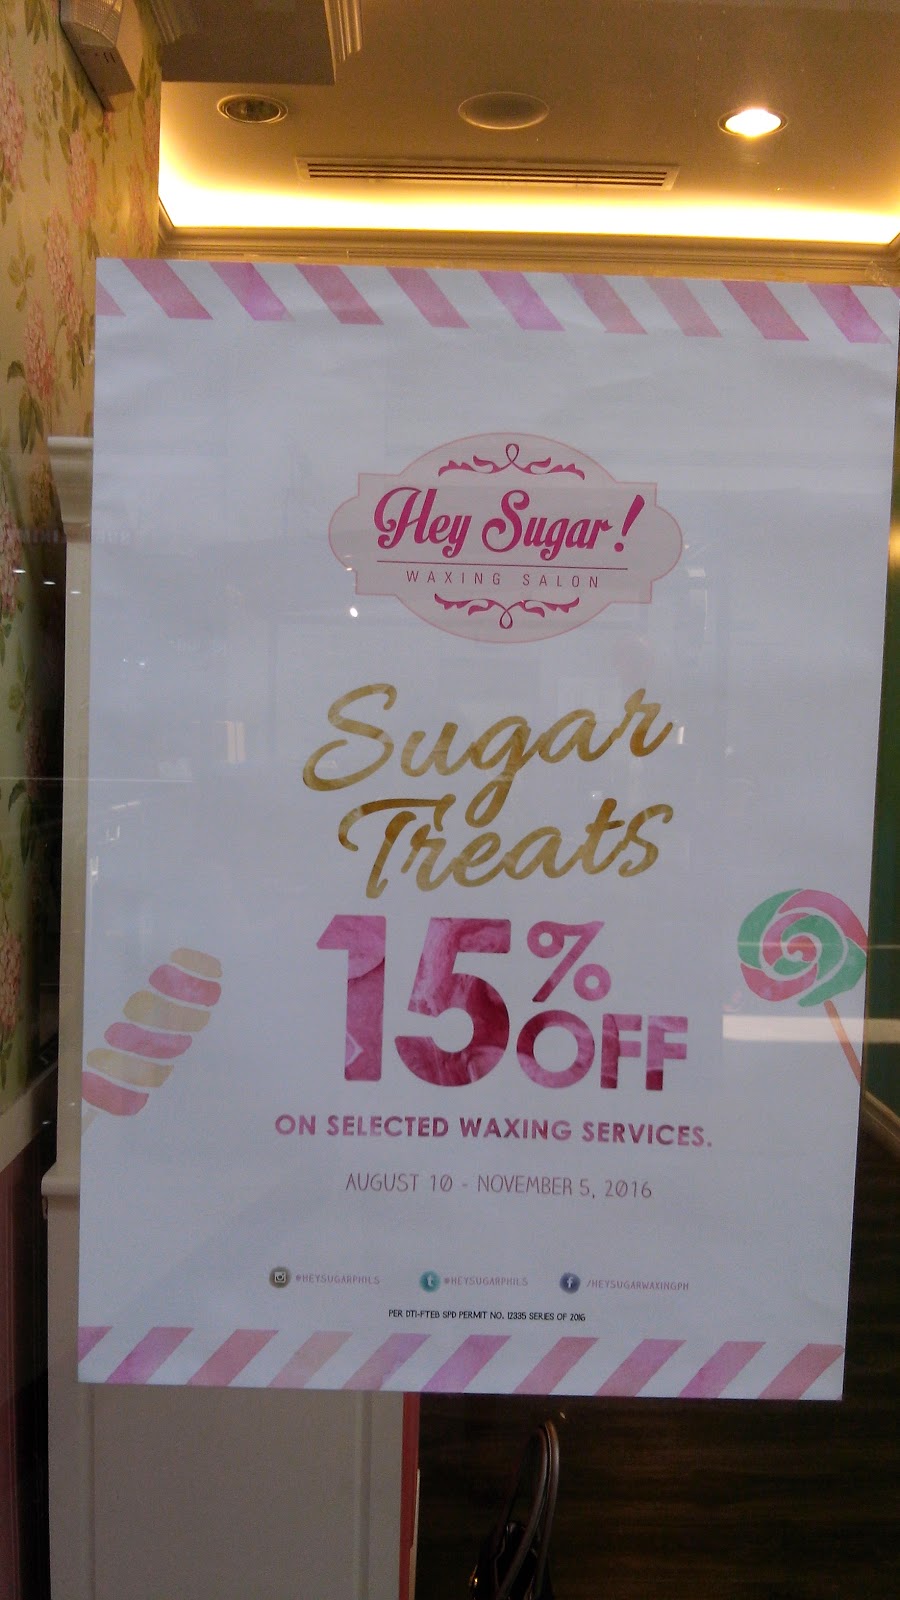 Hey Sugar!
WAXING SALON
Sugar
Treats
15% OFF
ON SELECTED WAXING SERVICES.
AUGUST 10 - NOVEMBER 5, 2016
@HEYSUGARPHILS @HEYSUGARPHILS /HEYSUGARWAXINGPH
PER DTI-FTEB SPD PERMIT NO. 12335 SERIES OF 2016